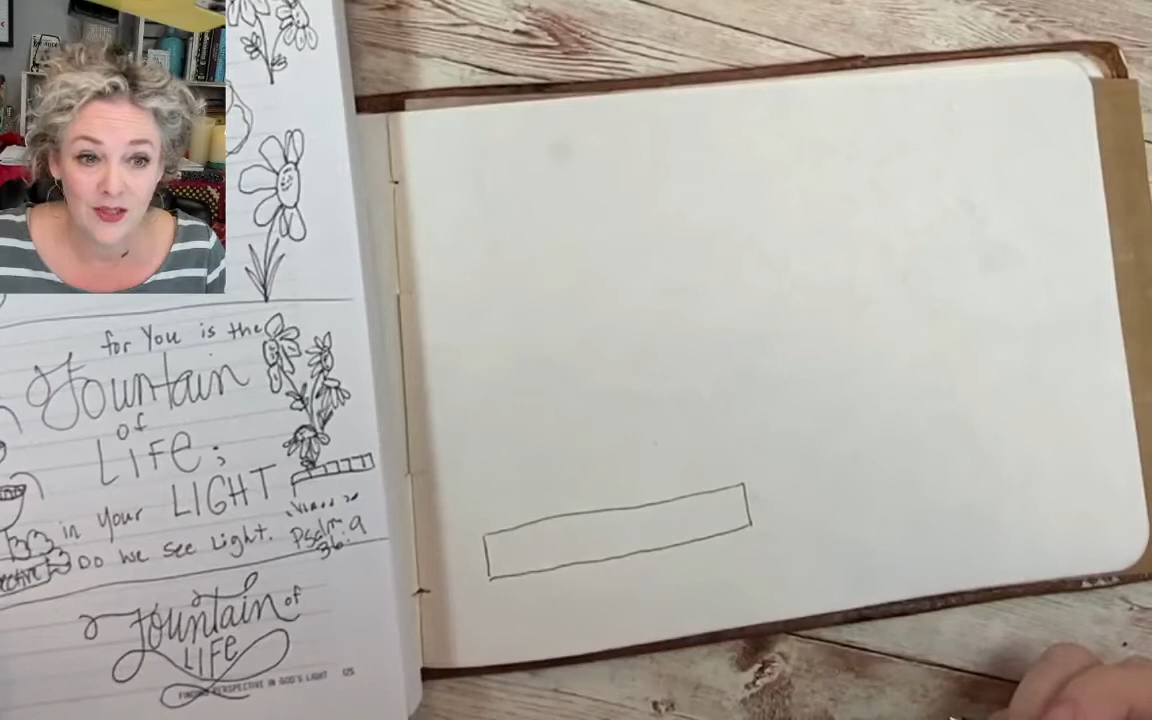 for You is the
Fountain
of
LIFE;
in your LIGHT
Do we see Light.
Psalm
36:9
Fountain of
LIFE
FINDING PERSPECTIVE IN GOD'S LIGHT